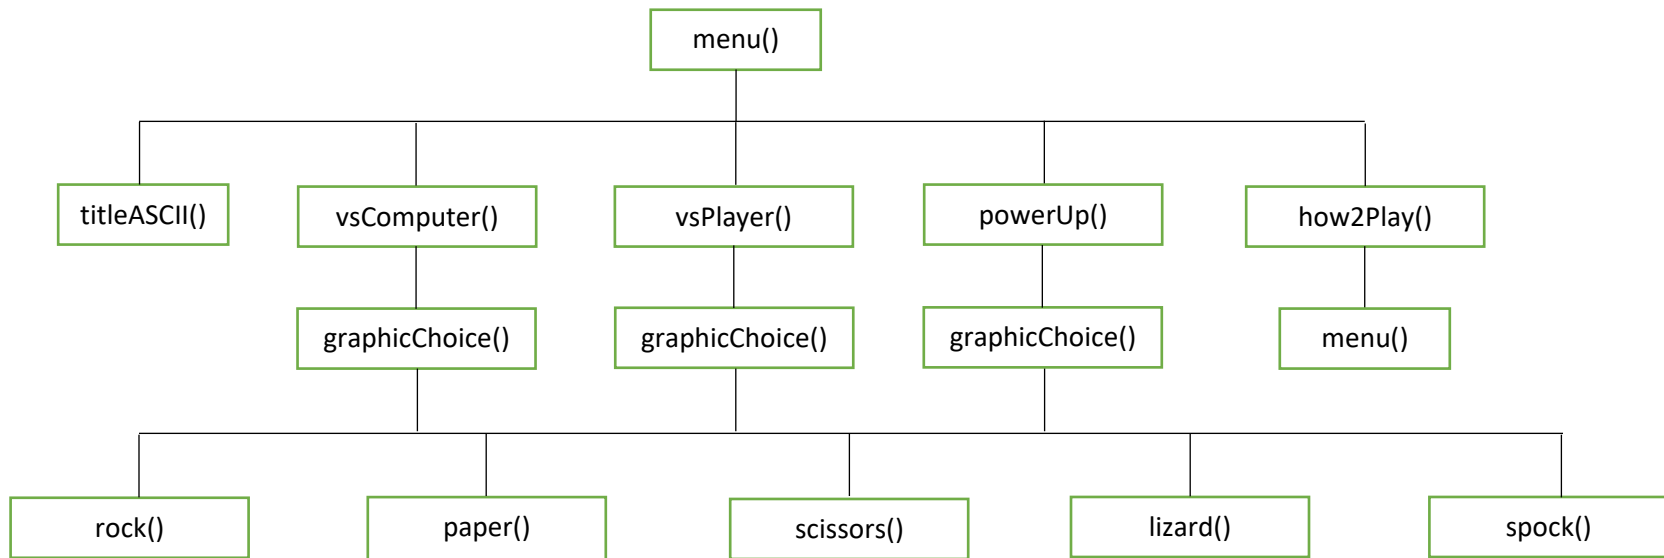 menu()
titleASCII()
vsComputer()
vsPlayer()
powerUp()
how2Play()
graphicChoice()
graphicChoice()
graphicChoice()
menu()
rock()
paper()
scissors()
lizard()
spock()